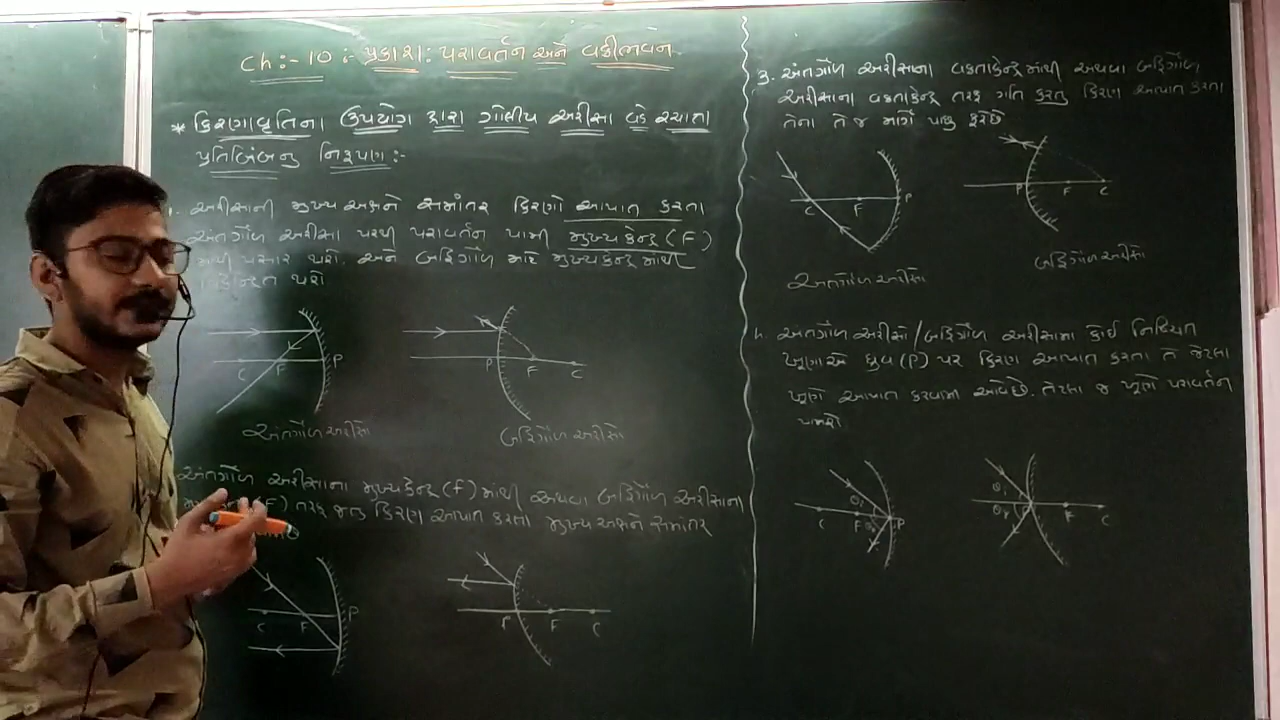 Ch:- 10 :- પ્રકાશ: પરાવર્તન અને વક્રીભવન
* કિરણાકૃતિના ઉપયોગ દ્વારા ગોલીય અરીસા વડે રચાતા
પ્રતિબિંબનુ નિરૂપણ :-
1. અરીસાની મુખ્ય અક્ષને સમાંતર કિરણો આપાત કરતા
અંતર્ગોળ અરીસા પરથી પરાવર્તન પામી મુખ્ય કેન્દ્ર (F)
માંથી પસાર થશે. અને બહિર્ગોળ માટે મુખ્યકેન્દ્ર માંથી
થશે
C F P
P F C
અંતર્ગોળ અરીસો
બહિર્ગોળ અરીસો
અંતર્ગોળ અરીસાના મુખ્યકેન્દ્ર (f) માંથી અથવા બહિર્ગોળ અરીસાના
(F) તરફ જતુ કિરણ આપાત કરતા મુખ્ય અક્ષને સમાંતર
C F P
P F C
3. અંતર્ગોળ અરીસાના વક્રતાકેન્દ્ર માંથી અથવા બહિર્ગોળ
અરીસાના વક્રતાકેન્દ્ર તરફ ગતિ કરતુ કિરણ આપાત કરતા
તેના તે જ માર્ગે પાછુ ફરે છે
C F P
P F C
અંતર્ગોળ અરીસો
બહિર્ગોળ અરીસો
અંતર્ગોળ અરીસો / બહિર્ગોળ અરીસાના કોઈ નિશ્ચિત
ખૂણાએ ધ્રુવ (P) પર કિરણ આપાત કરતા તે જેટલા
ખૂણે આપાત કરવામા આવે છે. તેટલા જ ખૂણે પરાવર્તન
પામશે
C F P
F C